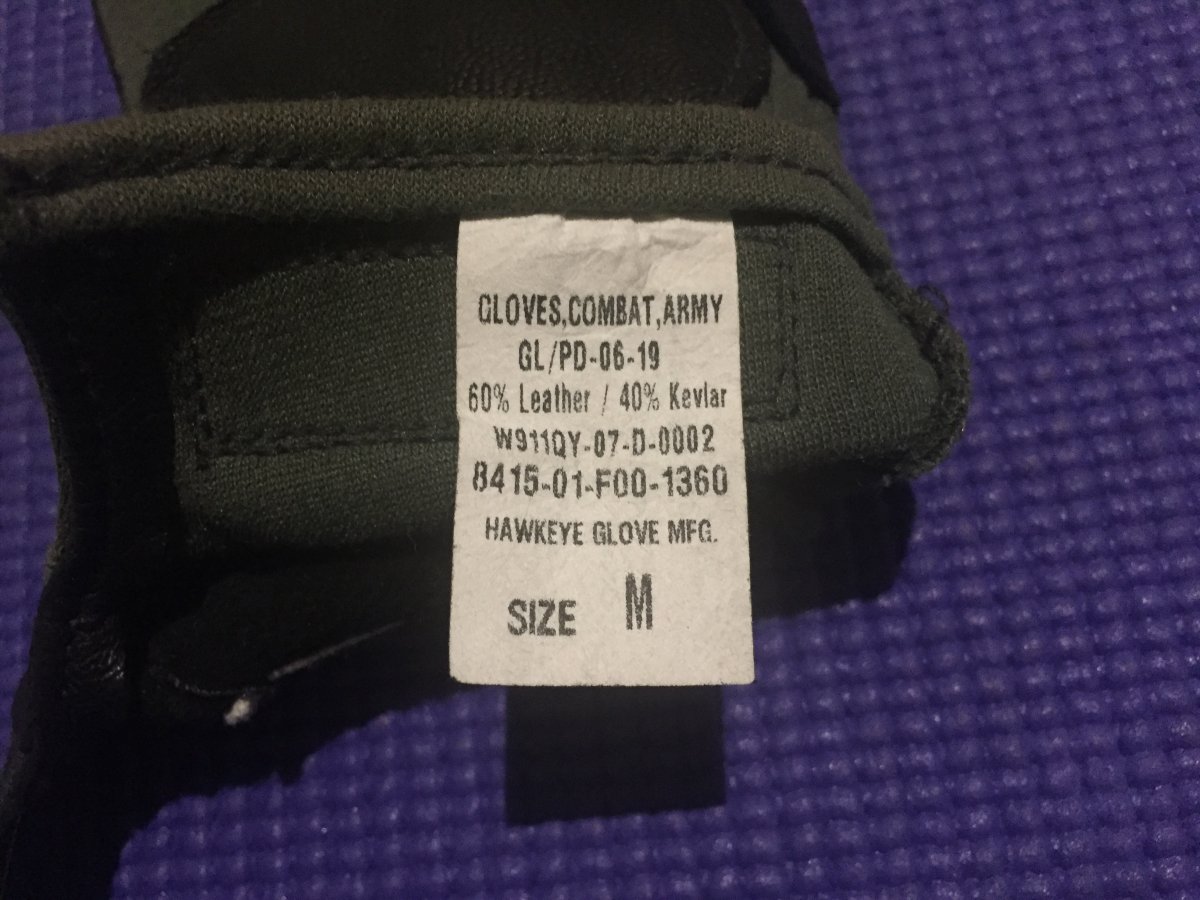 GLOVES,COMBAT,ARMY
GL/PD-06-19
60% Leather / 40% Kevlar
W911QY-07-D-0002
8415-01-F00-1360
HAWKEYE GLOVE MFG.
SIZE M